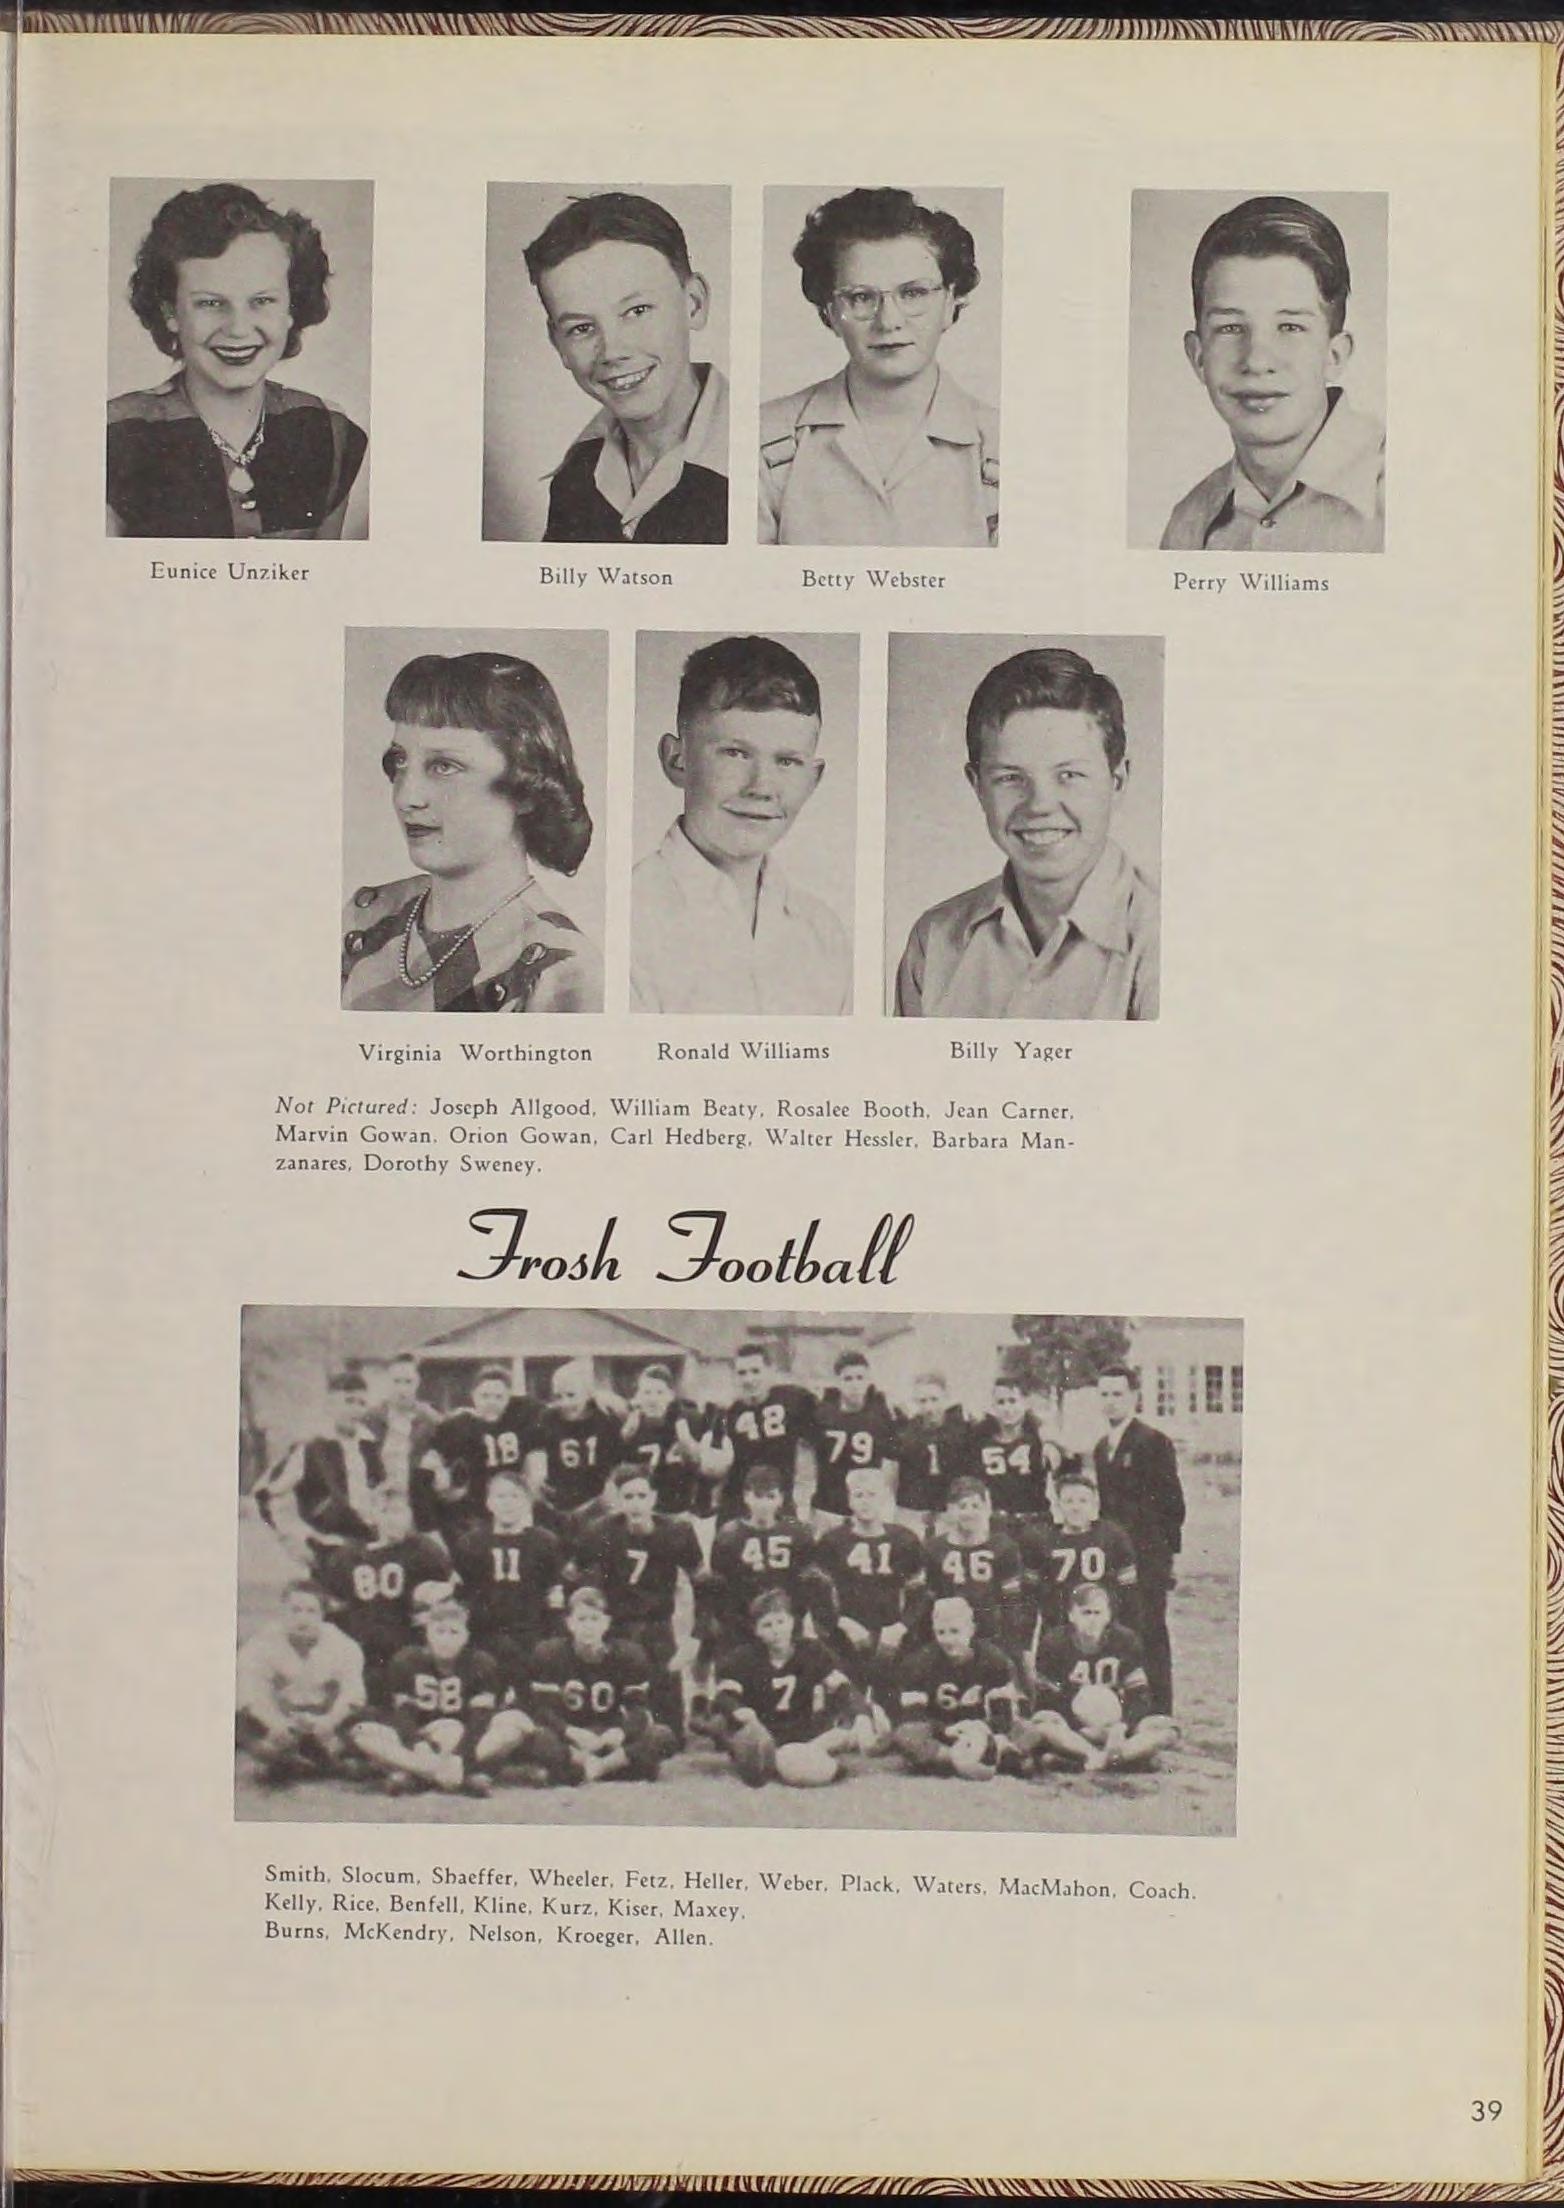 Eunice Unziker Billy Watson Betty Webster Perry Williams
Virginia Worthington Ronald Williams Billy Yager
Not Pictured: Joseph Allgood, William Beaty, Rosalee Booth, Jean Carner,
Marvin Gowan, Orion Gowan, Carl Hedberg, Walter Hessler, Barbara Man-
zanares, Dorothy Sweney.
Frosh Football
18 61 74 48 79 1 54
80 11 7 45 41 46 70
58 60 7 64 40
Smith, Slocum, Shaeffer, Wheeler, Fetz, Heller, Weber, Plack, Waters, MacMahon, Coach.
Kelly, Rice, Benfell, Kline, Kurz, Kiser, Maxey.
Burns, McKendry, Nelson, Kroeger, Allen.
39